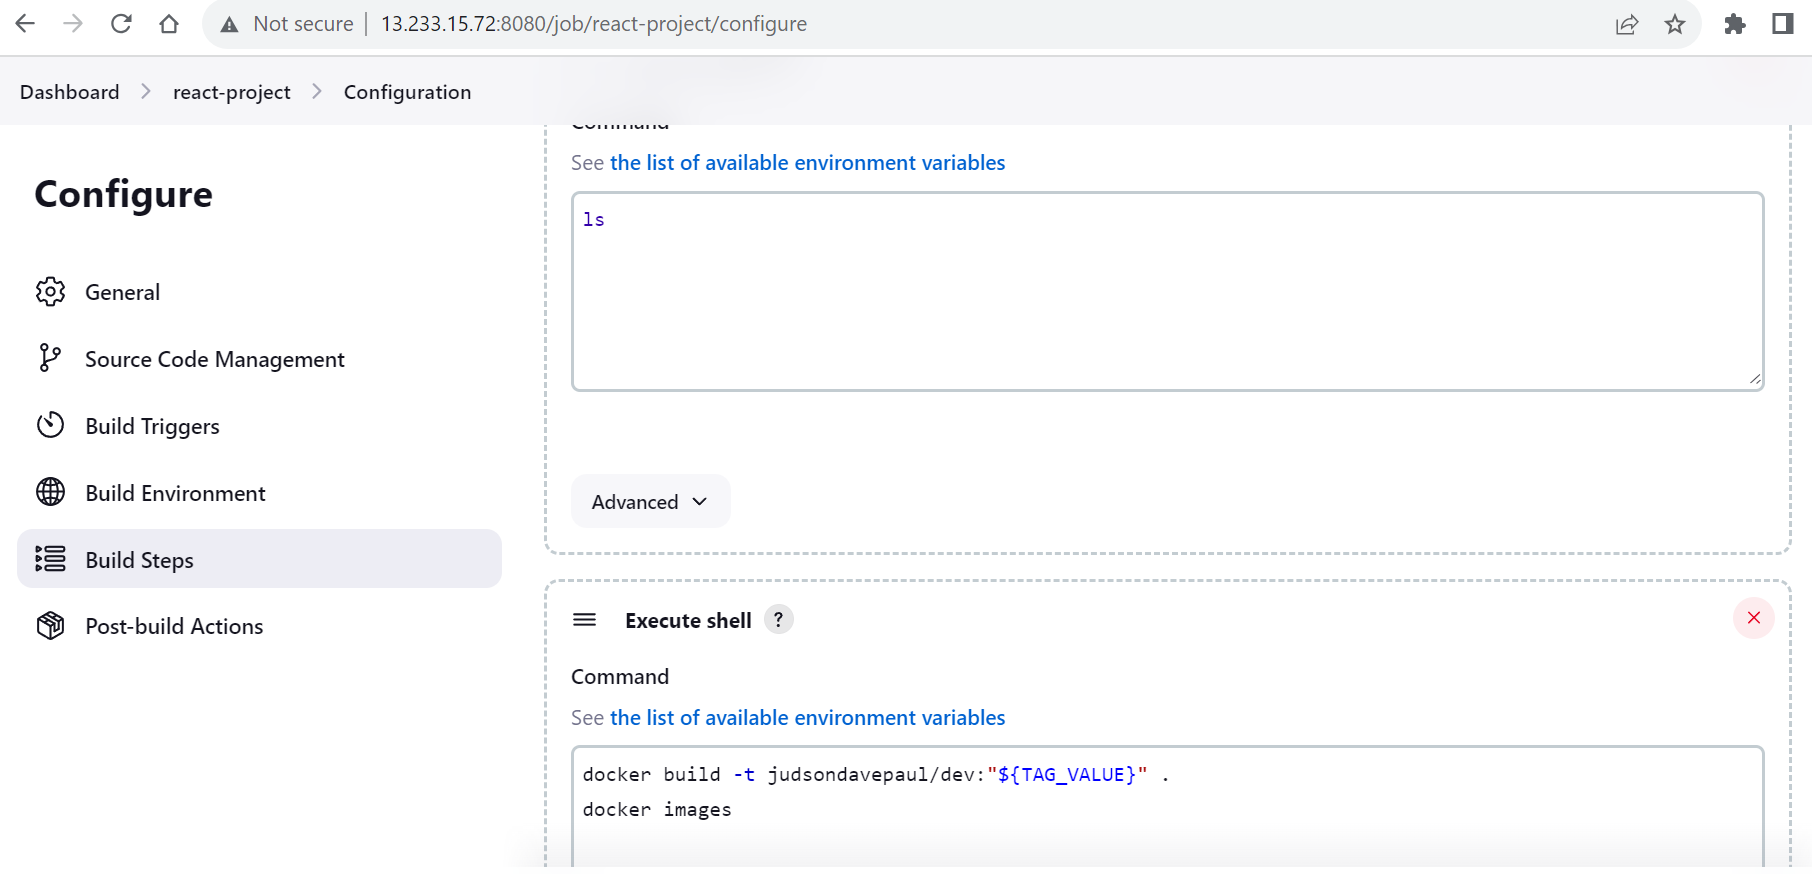 Not secure | 13.233.15.72:8080/job/react-project/configure
Dashboard > react-project > Configuration
Configure
General
Source Code Management
Build Triggers
Build Environment
Build Steps
Post-build Actions
Command
See the list of available environment variables
ls
Advanced
Execute shell ?
Command
See the list of available environment variables
docker build -t judsondavepaul/dev:"${TAG_VALUE}" .
docker images